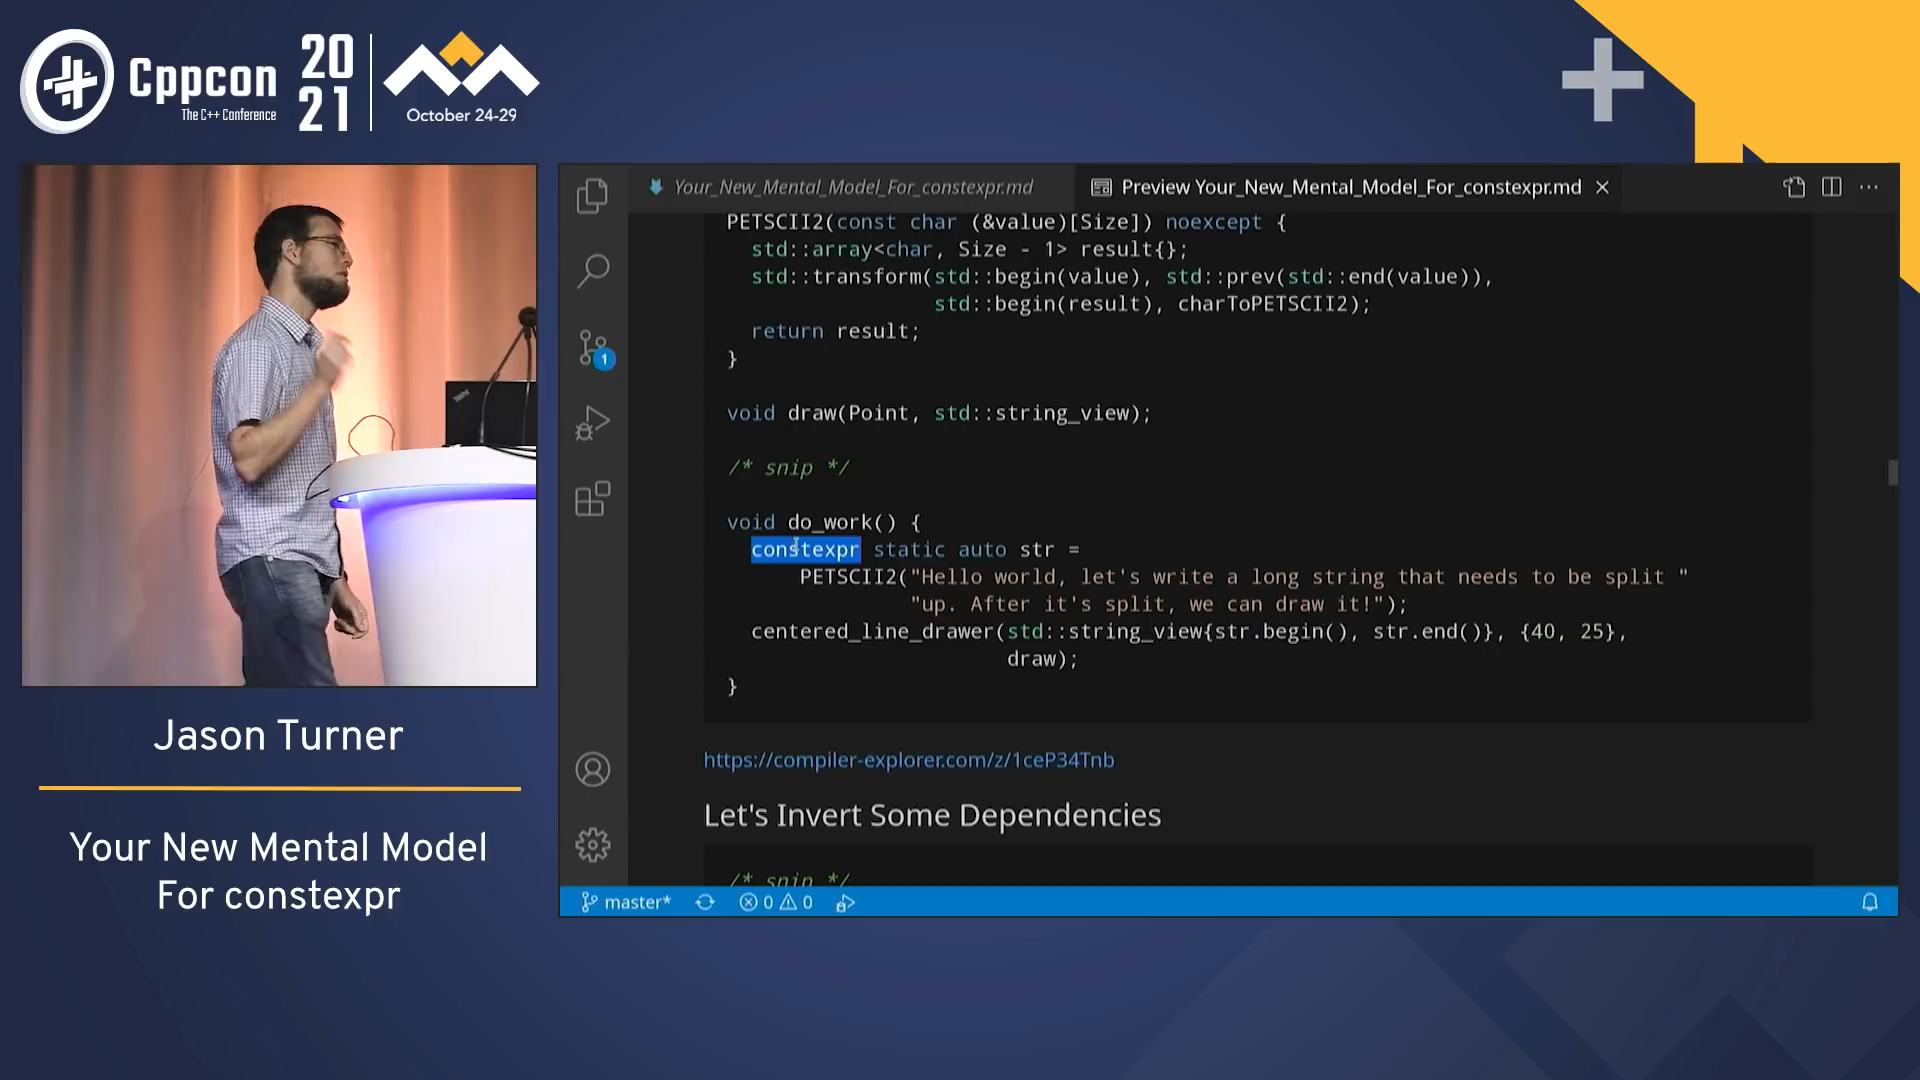 Cppcon
The C++ Conference
20
21
October 24-29
Jason Turner
Your New Mental Model
For constexpr
Your_New_Mental_Model_For_constexpr.md
Preview Your_New_Mental_Model_For_constexpr.md
1
PETSCII2(const char (&value)[Size]) noexcept {
std::array<char, Size - 1> result{};
std::transform(std::begin(value), std::prev(std::end(value)),
std::begin(result), charToPETSCII2);
return result;
}
void draw(Point, std::string_view);
/* snip */
void do_work() {
constexpr static auto str =
PETSCII2("Hello world, let's write a long string that needs to be split "
"up. After it's split, we can draw it!");
centered_line_drawer(std::string_view{str.begin(), str.end()}, {40, 25},
draw);
}
https://compiler-explorer.com/z/1ceP34Tnb
Let's Invert Some Dependencies
/* snip */
master* 0 0